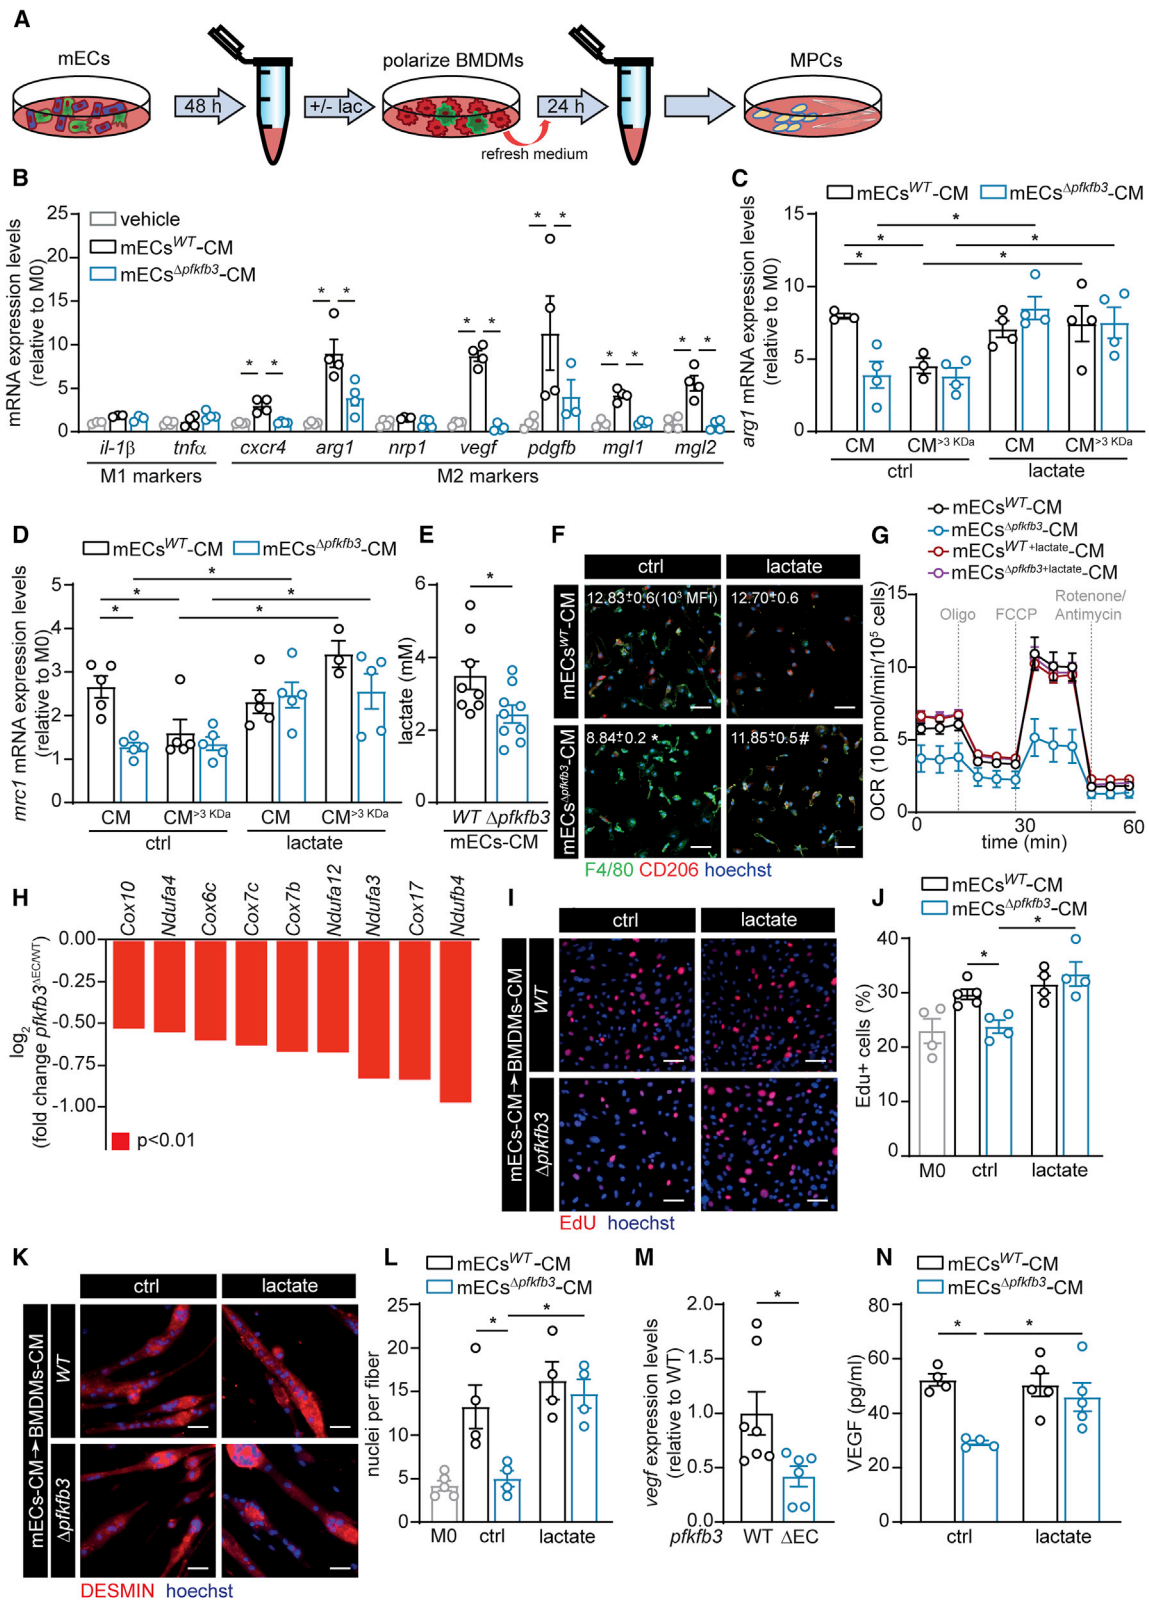 A
mECs
polarize BMDMs
MPCs
48 h
+/- lac
24 h
refresh medium
B
mRNA expression levels
(relative to M0)
25
20
15
10
5
0
vehicle
mECsWT-CM
mECsΔpfkfb3-CM
* * * * * * * * * * * *
il-1β tnfα cxcr4 arg1 nrp1 vegf pdgfb mgl1 mgl2
M1 markers M2 markers
C
mECsWT-CM mECsΔpfkfb3-CM
arg1 mRNA expression levels
(relative to M0)
15
10
5
0
*
* *
* *
CM CM>3 KDa CM CM>3 KDa
ctrl lactate
D
mECsWT-CM mECsΔpfkfb3-CM
mrc1 mRNA expression levels
(relative to M0)
5
4
3
2
1
0
*
* *
* *
CM CM>3 KDa CM CM>3 KDa
ctrl lactate
E
lactate (mM)
6
4
2
0
*
WT Δpfkfb3
mECs-CM
F
ctrl lactate
mECsWT-CM
12.83±0.6(10³ MFI) 12.70±0.6
mECsΔpfkfb3-CM
8.84±0.2 * 11.85±0.5#
F4/80 CD206 hoechst
G
mECsWT-CM
mECsΔpfkfb3-CM
mECsWT+lactate-CM
mECsΔpfkfb3+lactate-CM
OCR (10 pmol/min/10⁵ cells)
15
10
5
0
Oligo FCCP Rotenone/
Antimycin
0 30 60
time (min)
H
Cox10 Ndufa4 Cox6c Cox7c Cox7b Ndufa12 Ndufa3 Cox17 Ndufb4
log2
(fold change pfkfb3ΔEC/WT)
0.00
-0.25
-0.50
-0.75
-1.00
p<0.01
I
ctrl lactate
mECs-CM→BMDMs-CM
WT
Δpfkfb3
EdU hoechst
J
mECsWT-CM
mECsΔpfkfb3-CM
Edu+ cells (%)
40
30
20
10
0
* *
M0 ctrl lactate
K
ctrl lactate
mECs-CM→BMDMs-CM
WT
Δpfkfb3
DESMIN hoechst
L
mECsWT-CM
mECsΔpfkfb3-CM
nuclei per fiber
25
20
15
10
5
0
* *
M0 ctrl lactate
M
vegf expression levels
(relative to WT)
2.0
1.5
1.0
0.5
0.0
*
pfkfb3 WT ΔEC
N
mECsWT-CM
mECsΔpfkfb3-CM
VEGF (pg/ml)
80
60
40
20
0
* *
ctrl lactate